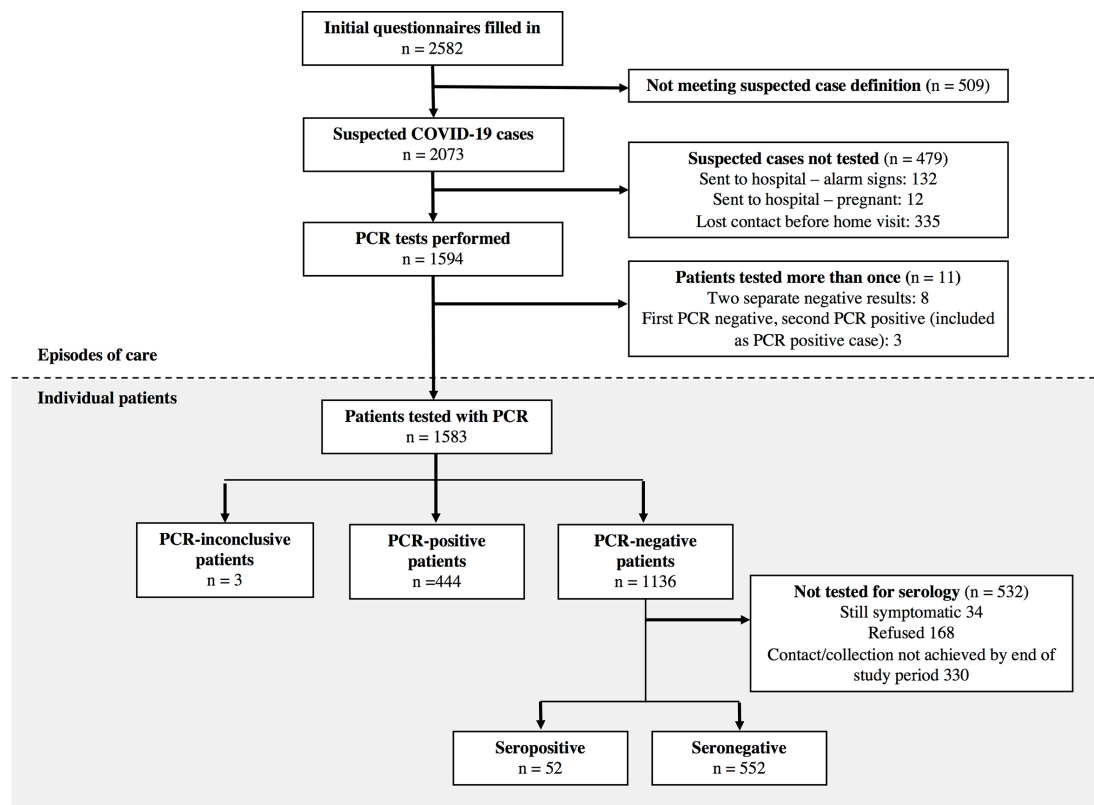 Initial questionnaires filled in
n = 2582
Not meeting suspected case definition (n = 509)
Suspected COVID-19 cases
n = 2073
Suspected cases not tested (n = 479)
Sent to hospital – alarm signs: 132
Sent to hospital – pregnant: 12
Lost contact before home visit: 335
PCR tests performed
n = 1594
Patients tested more than once (n = 11)
Two separate negative results: 8
First PCR negative, second PCR positive (included
as PCR positive case): 3
Episodes of care
Individual patients
Patients tested with PCR
n = 1583
PCR-inconclusive
patients
n = 3
PCR-positive
patients
n =444
PCR-negative
patients
n = 1136
Not tested for serology (n = 532)
Still symptomatic 34
Refused 168
Contact/collection not achieved by end of
study period 330
Seropositive
n = 52
Seronegative
n = 552